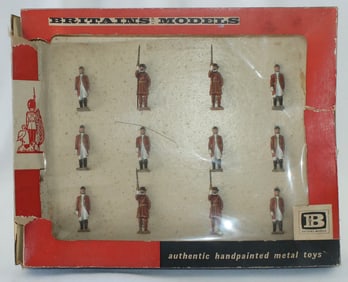 BRITAINS MODELS
B
authentic handpainted metal toys